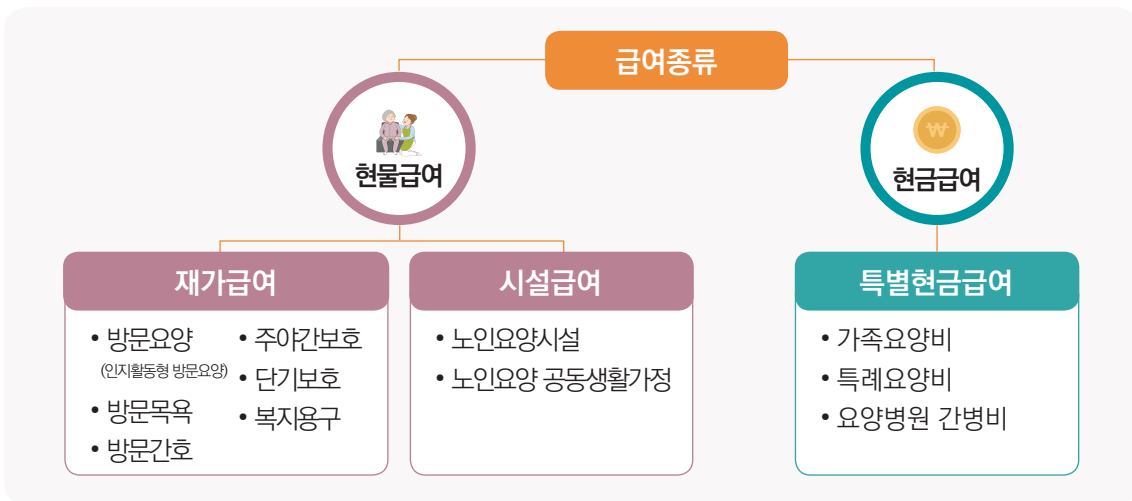 급여종류
₩
현물급여
현금급여
재가급여
• 방문요양
(인지활동형 방문요양)
• 방문목욕
• 방문간호
• 주야간보호
• 단기보호
• 복지용구
시설급여
• 노인요양시설
• 노인요양 공동생활가정
특별현금급여
• 가족요양비
• 특례요양비
• 요양병원 간병비